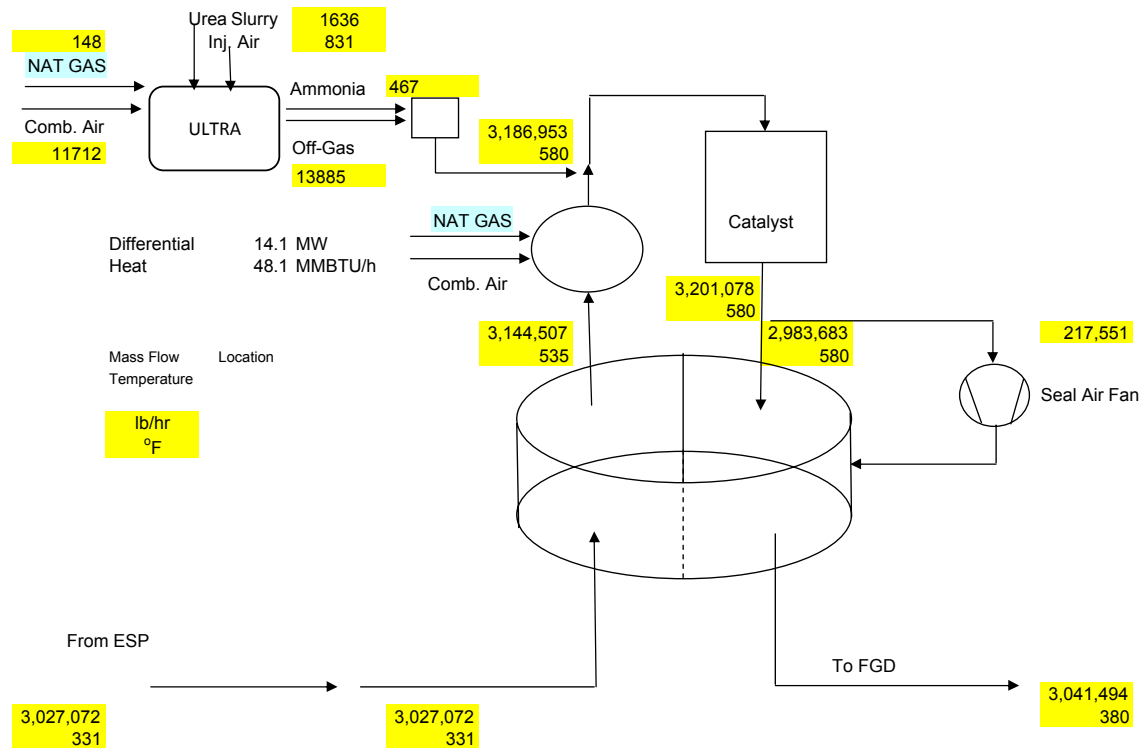 Urea Slurry 1636
Inj. Air 831
148
NAT GAS
Comb. Air
11712
ULTRA
Ammonia 467
Off-Gas
13885
3,186,953
580
Catalyst
NAT GAS
Comb. Air
Differential 14.1 MW
Heat 48.1 MMBTU/h
3,201,078
580
3,144,507
535
2,983,683
580
217,551
Seal Air Fan
Mass Flow Location
Temperature
lb/hr
°F
From ESP
To FGD
3,027,072
331
3,027,072
331
3,041,494
380